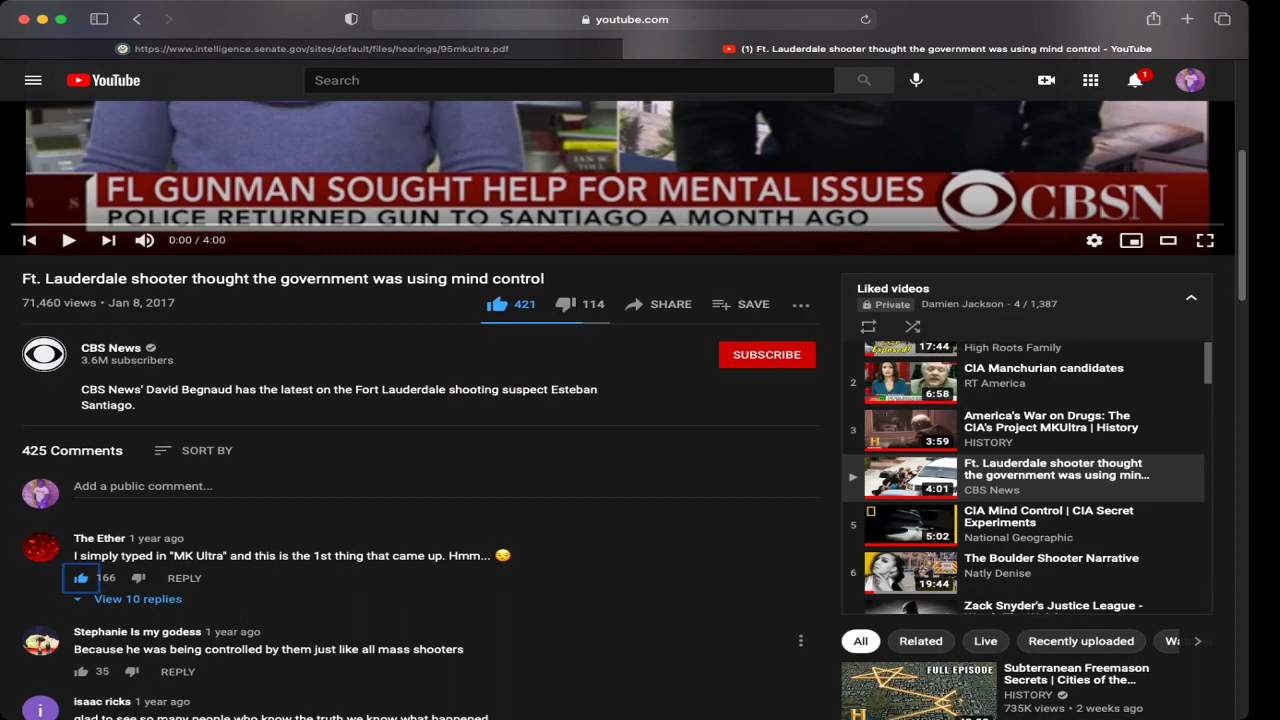 youtube.com
https://www.intelligence.senate.gov/sites/default/files/hearings/95mkultra.pdf
(1) Ft. Lauderdale shooter thought the government was using mind control - YouTube
YouTube
Search
1
JAN W.
TOLL
FL GUNMAN SOUGHT HELP FOR MENTAL ISSUES
POLICE RETURNED GUN TO SANTIAGO A MONTH AGO
CBSN
0:00 / 4:00
Ft. Lauderdale shooter thought the government was using mind control
71,460 views • Jan 8, 2017
421
114
SHARE
SAVE
CBS News
3.6M subscribers
SUBSCRIBE
CBS News' David Begnaud has the latest on the Fort Lauderdale shooting suspect Esteban
Santiago.
425 Comments
SORT BY
Add a public comment...
The Ether 1 year ago
I simply typed in "MK Ultra" and this is the 1st thing that came up. Hmm... 😏
166
REPLY
View 10 replies
Stephanie Is my godess 1 year ago
Because he was being controlled by them just like all mass shooters
35
REPLY
i
isaac ricks 1 year ago
glad to see so many people who know the truth we know what happened
Liked videos
Private
Damien Jackson - 4 / 1,387
Exposed!
17:44
High Roots Family
2
6:58
CIA Manchurian candidates
RT America
3
H
3:59
America's War on Drugs: The
CIA's Project MKUltra | History
HISTORY
4:01
Ft. Lauderdale shooter thought
the government was using min...
CBS News
5
5:02
CIA Mind Control | CIA Secret
Experiments
National Geographic
6
19:44
The Boulder Shooter Narrative
Natly Denise
Zack Snyder's Justice League -
All
Related
Live
Recently uploaded
FULL EPISODE
H
Subterranean Freemason
Secrets | Cities of the...
HISTORY
735K views • 2 weeks ago